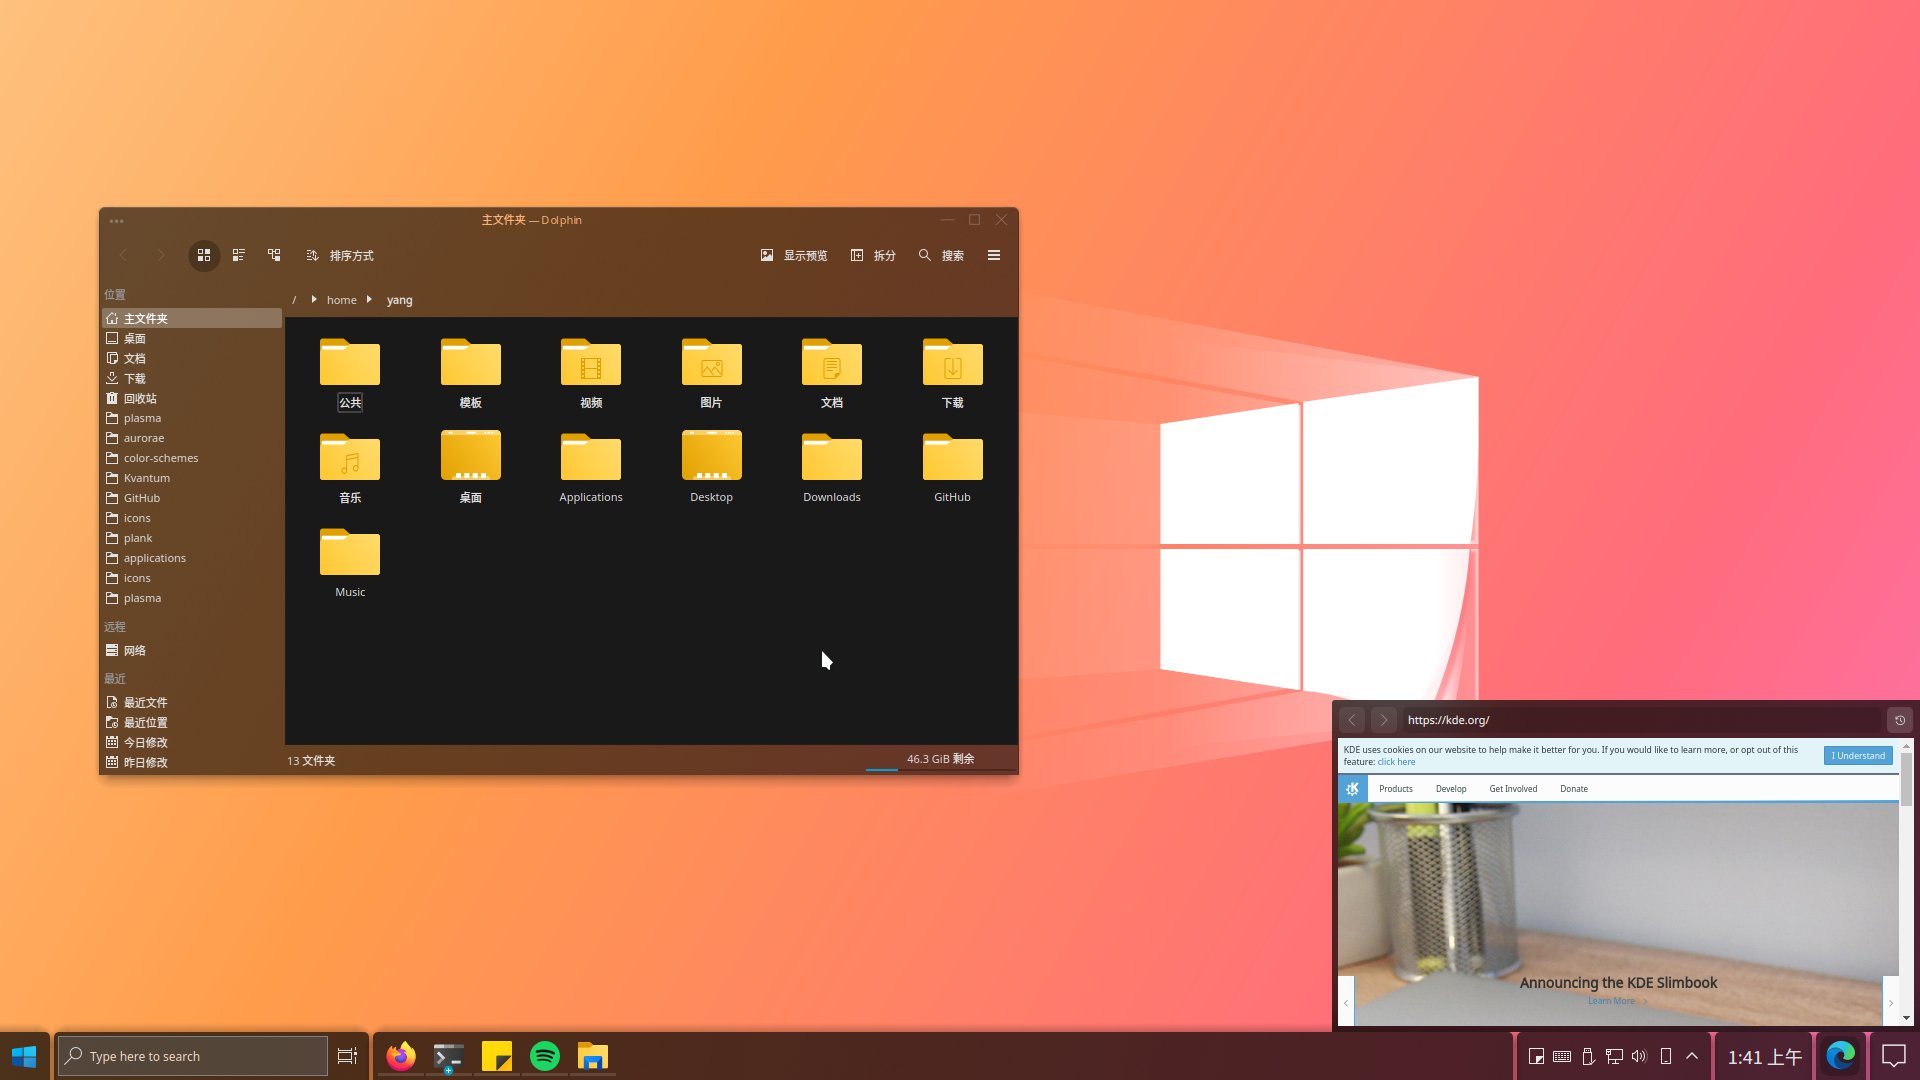 主文件夹 — Dolphin
排序方式
显示预览
拆分
搜索
位置
主文件夹
桌面
文档
下载
回收站
plasma
aurorae
color-schemes
Kvantum
GitHub
icons
plank
applications
icons
plasma
远程
网络
最近
最近文件
最近位置
今日修改
昨日修改
/ home yang
公共 模板 视频 图片 文档 下载
音乐 桌面 Applications Desktop Downloads GitHub
Music
13 文件夹
46.3 GiB 剩余
https://kde.org/
KDE uses cookies on our website to help make it better for you. If you would like to learn more, or opt out of this
feature: click here
I Understand
Products Develop Get Involved Donate
Announcing the KDE Slimbook
Learn More
Type here to search
1:41 上午